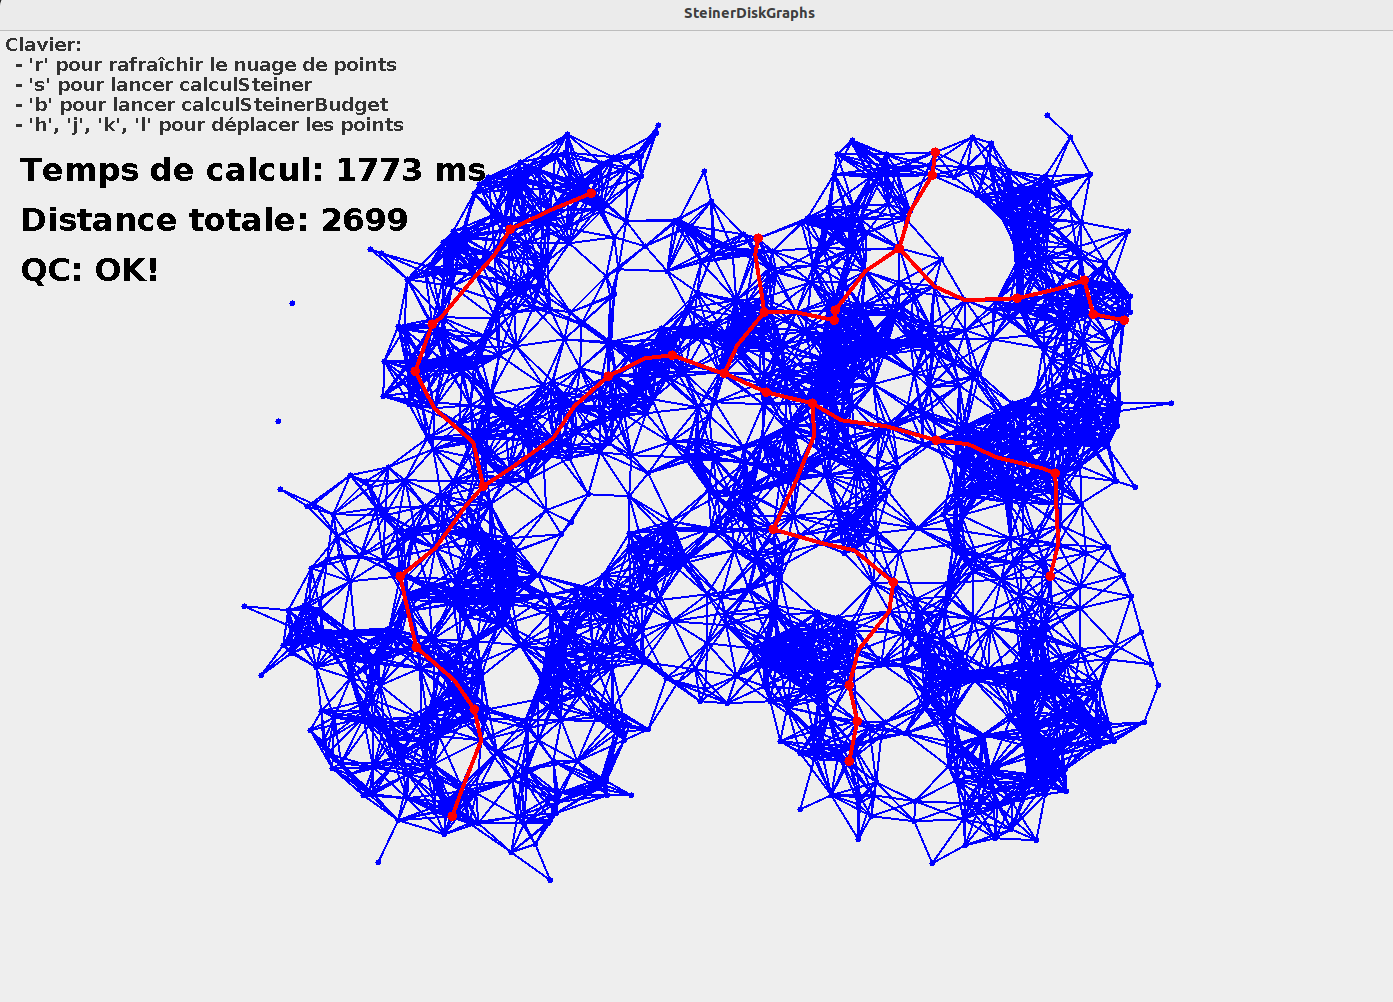 SteinerDiskGraphs
Clavier:
- 'r' pour rafraîchir le nuage de points
- 's' pour lancer calculSteiner
- 'b' pour lancer calculSteinerBudget
- 'h', 'j', 'k', 'l' pour déplacer les points
Temps de calcul: 1773 ms
Distance totale: 2699
QC: OK!